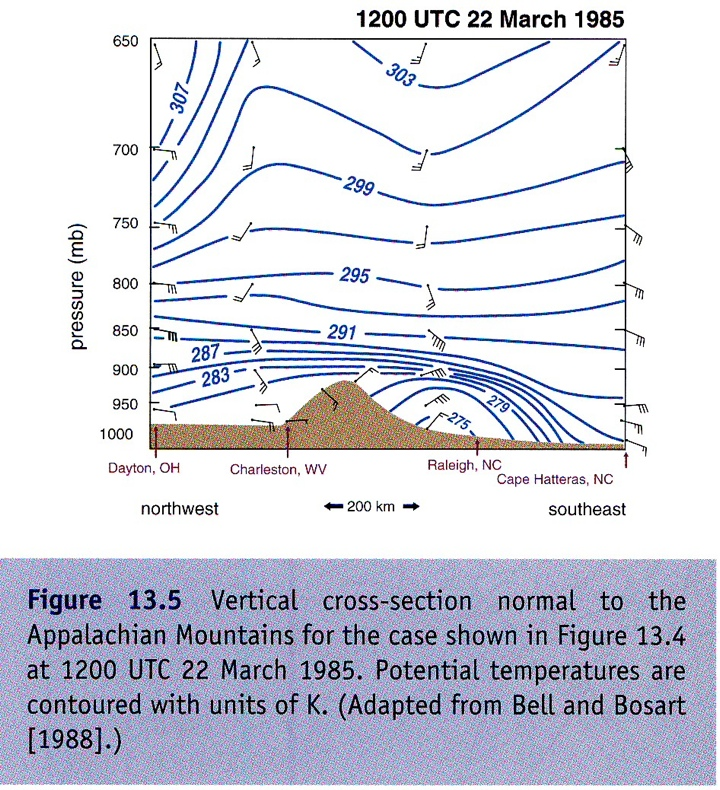 1200 UTC 22 March 1985
650
303
307
700
299
750
pressure (mb)
295
800
291
850
287
900
283
950
279
275
1000
Dayton, OH
Charleston, WV
Raleigh, NC
Cape Hatteras, NC
northwest
200 km
southeast
Figure 13.5 Vertical cross-section normal to the
Appalachian Mountains for the case shown in Figure 13.4
at 1200 UTC 22 March 1985. Potential temperatures are
contoured with units of K. (Adapted from Bell and Bosart
[1988].)